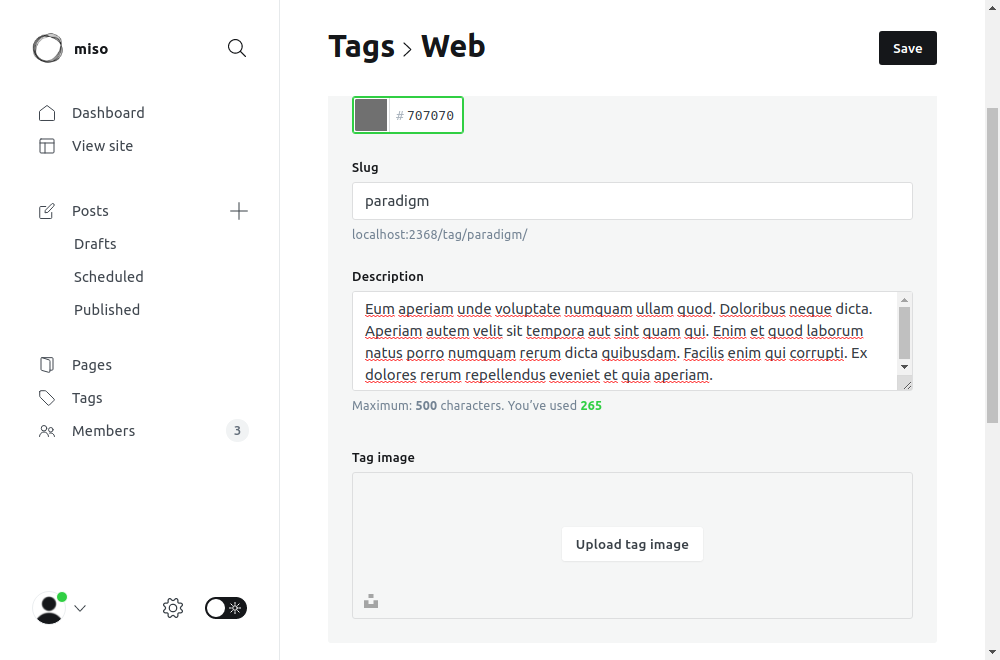 miso
Dashboard
View site
Posts
Drafts
Scheduled
Published
Pages
Tags
Members
3
Tags > Web
Save
# 707070
Slug
paradigm
localhost:2368/tag/paradigm/
Description
Eum aperiam unde voluptate numquam ullam quod. Doloribus neque dicta.
Aperiam autem velit sit tempora aut sint quam qui. Enim et quod laborum
natus porro numquam rerum dicta quibusdam. Facilis enim qui corrupti. Ex
dolores rerum repellendus eveniet et quia aperiam.
Maximum: 500 characters. You’ve used 265
Tag image
Upload tag image